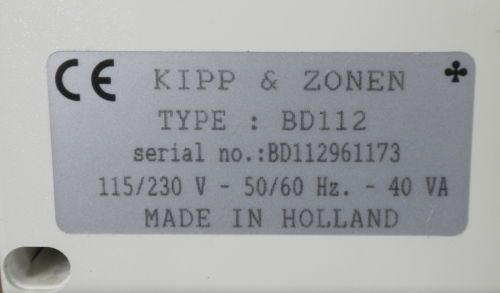 CE KIPP & ZONEN
TYPE : BD112
serial no.:BD112961173
115/230 V - 50/60 Hz. - 40 VA
MADE IN HOLLAND